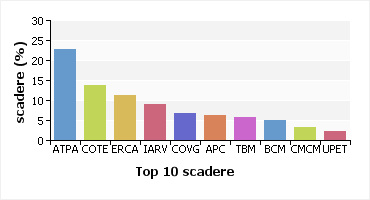 scadere (%)
30
25
20
15
10
5
0
ATPA COTE ERCA IARV COVG APC TBM BCM CMCM UPET
Top 10 scadere